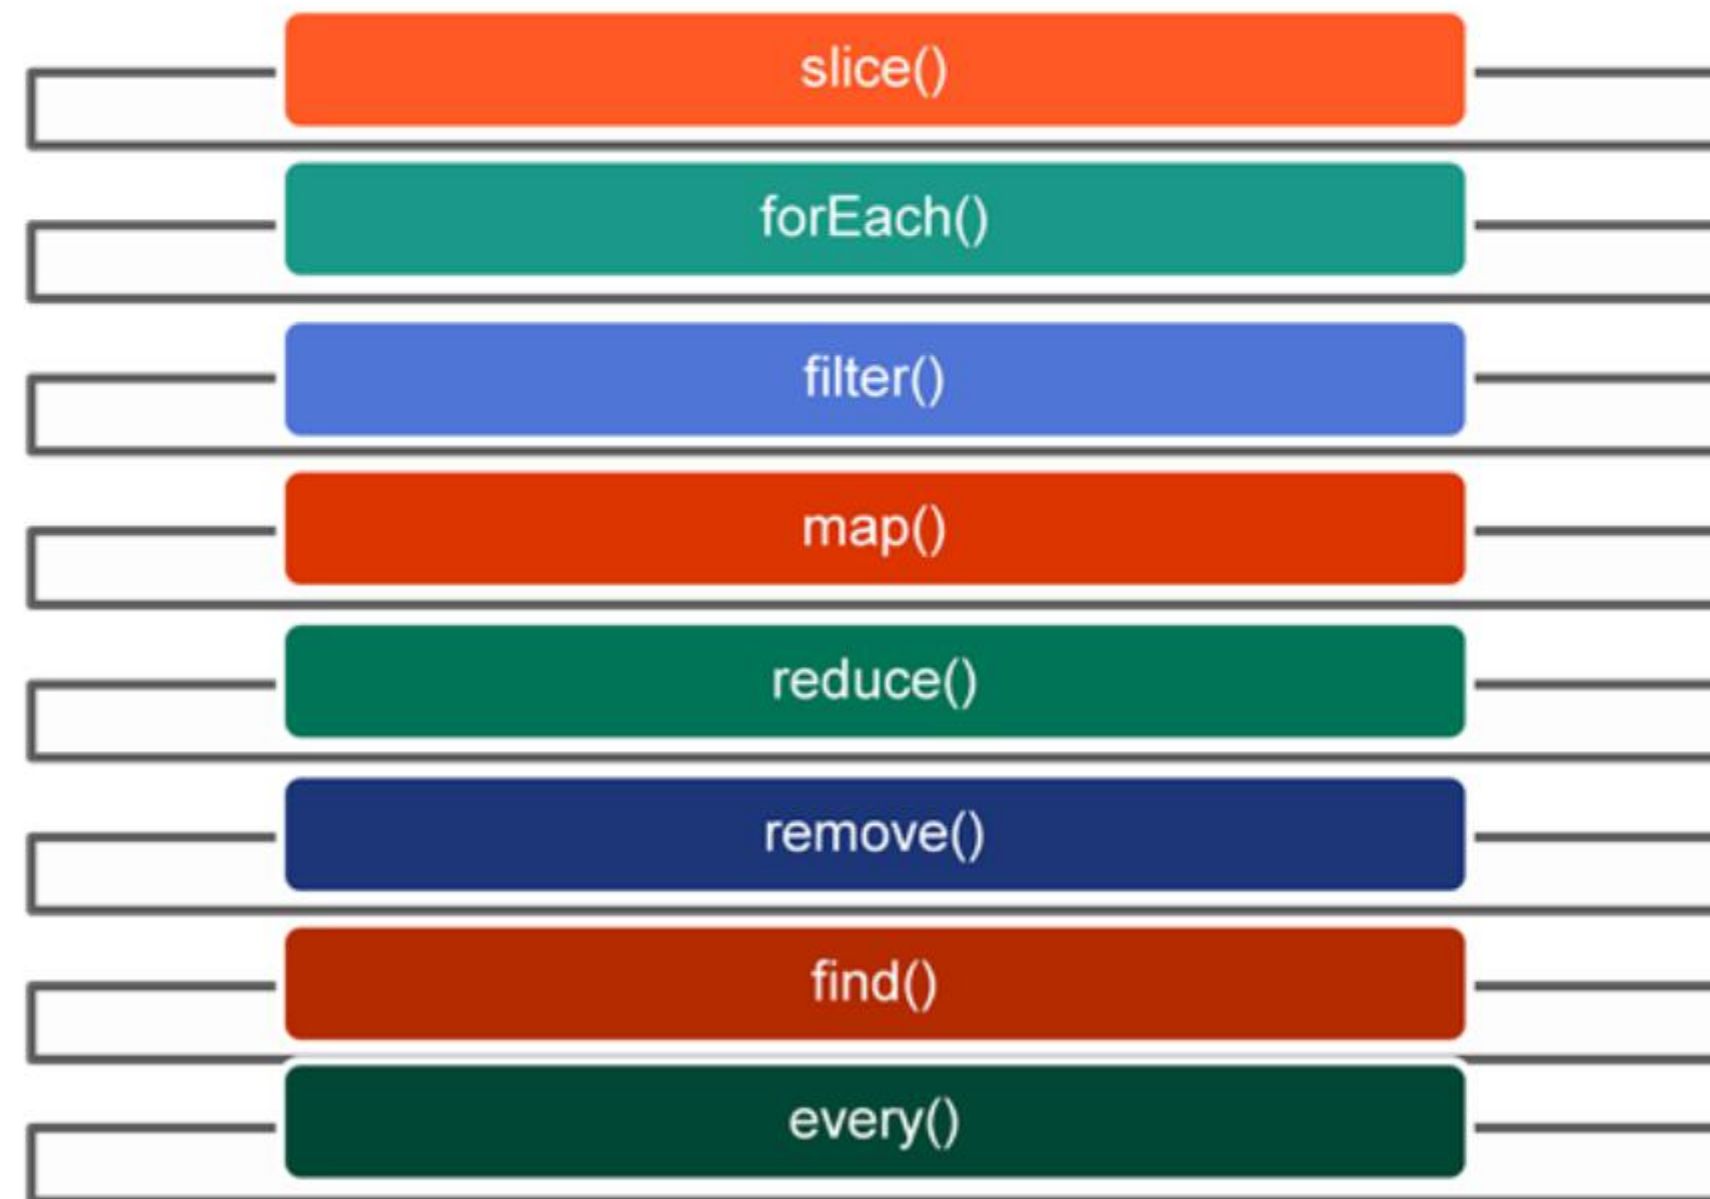 slice()
forEach()
filter()
map()
reduce()
remove()
find()
every()